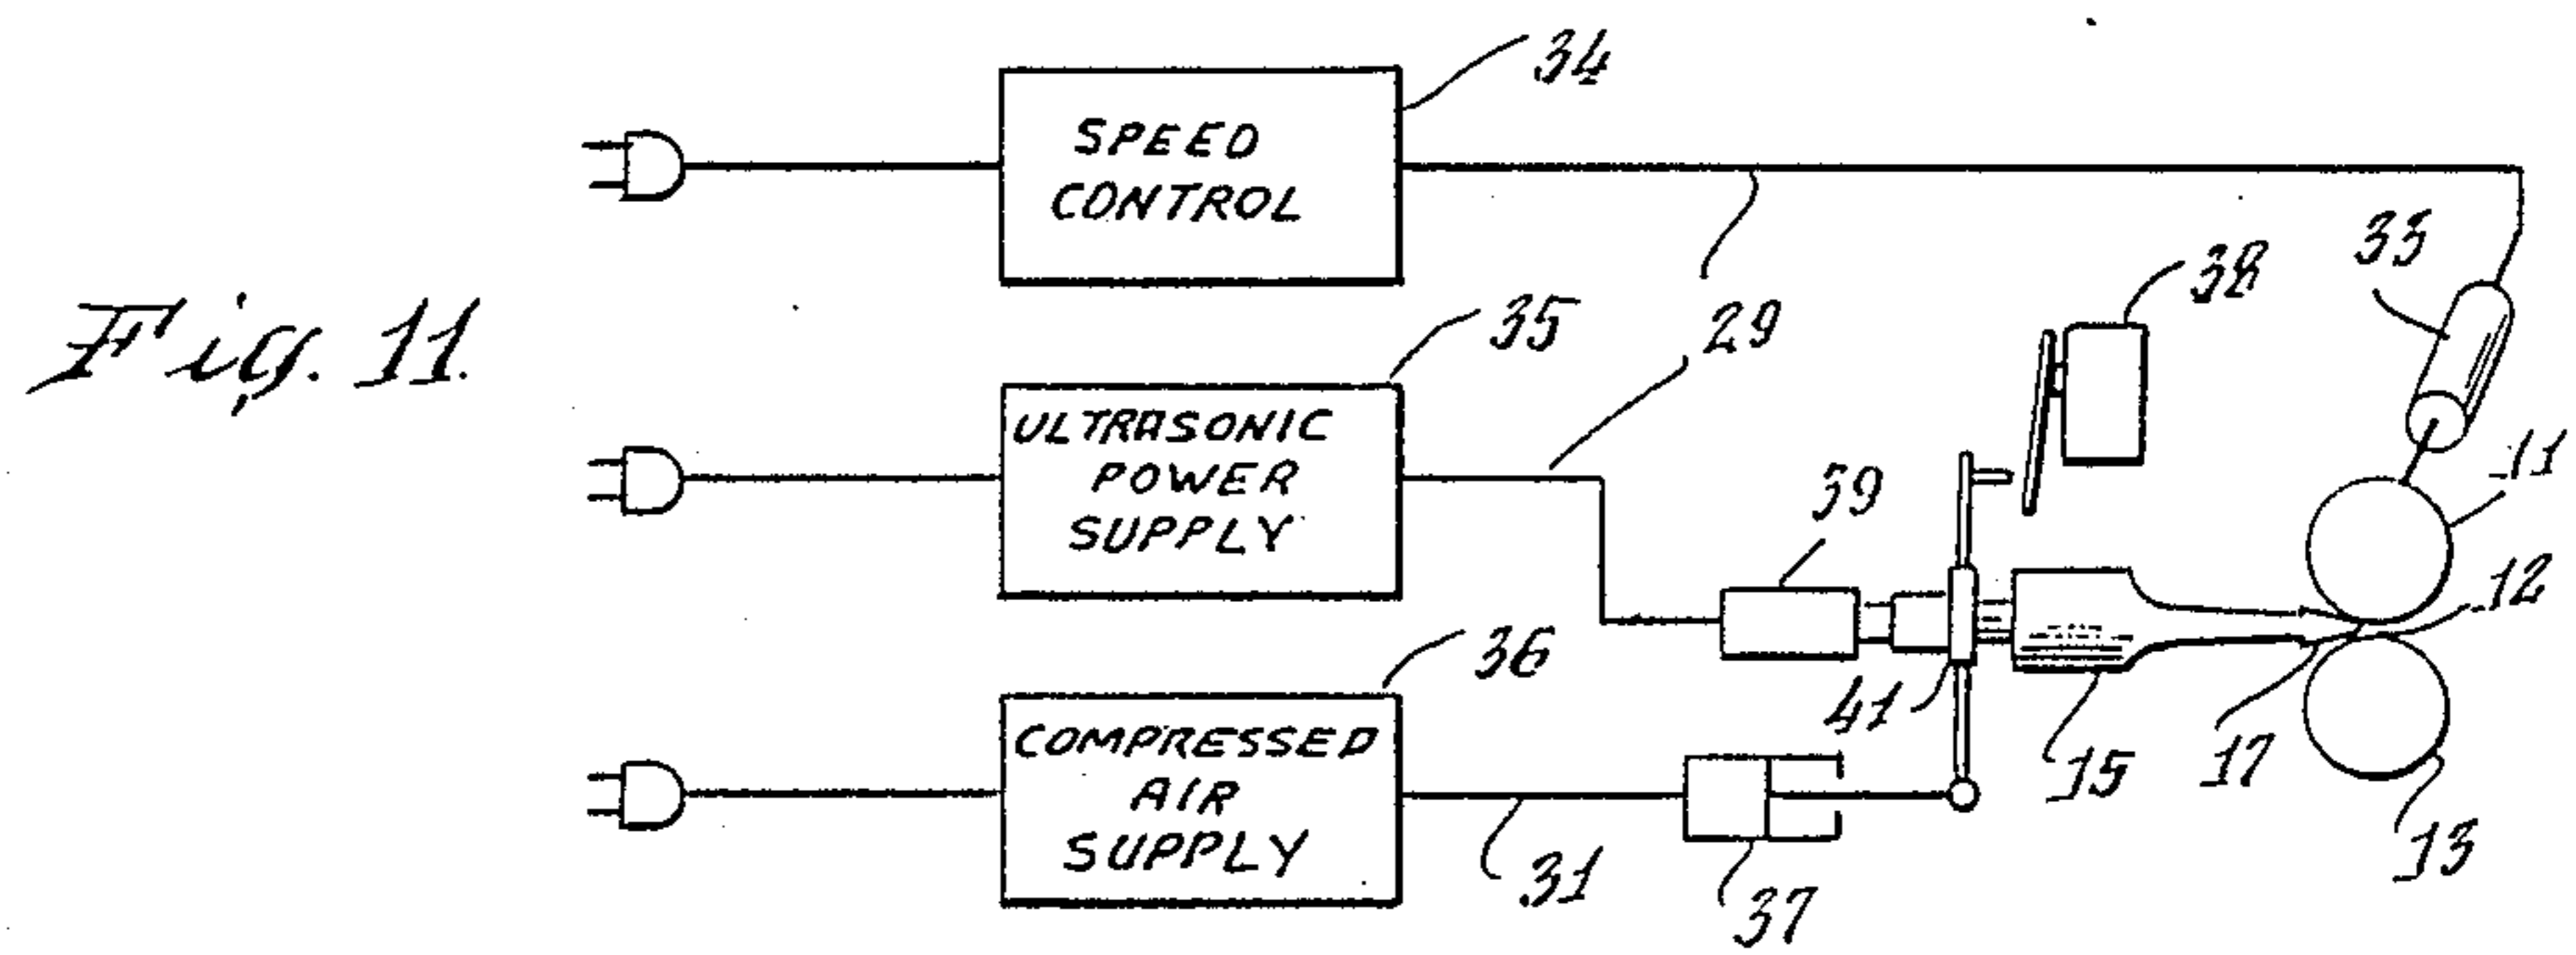 Fig. 11.
34
SPEED
CONTROL
33
38
35
29
ULTRASONIC
POWER
SUPPLY
11
39
12
36
41
15
17
13
COMPRESSED
AIR
SUPPLY
31
37